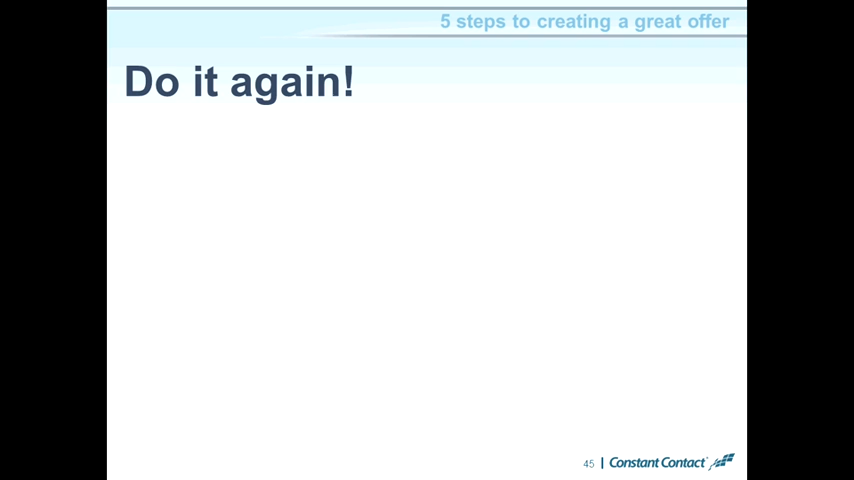 5 steps to creating a great offer
Do it again!
45 | Constant Contact